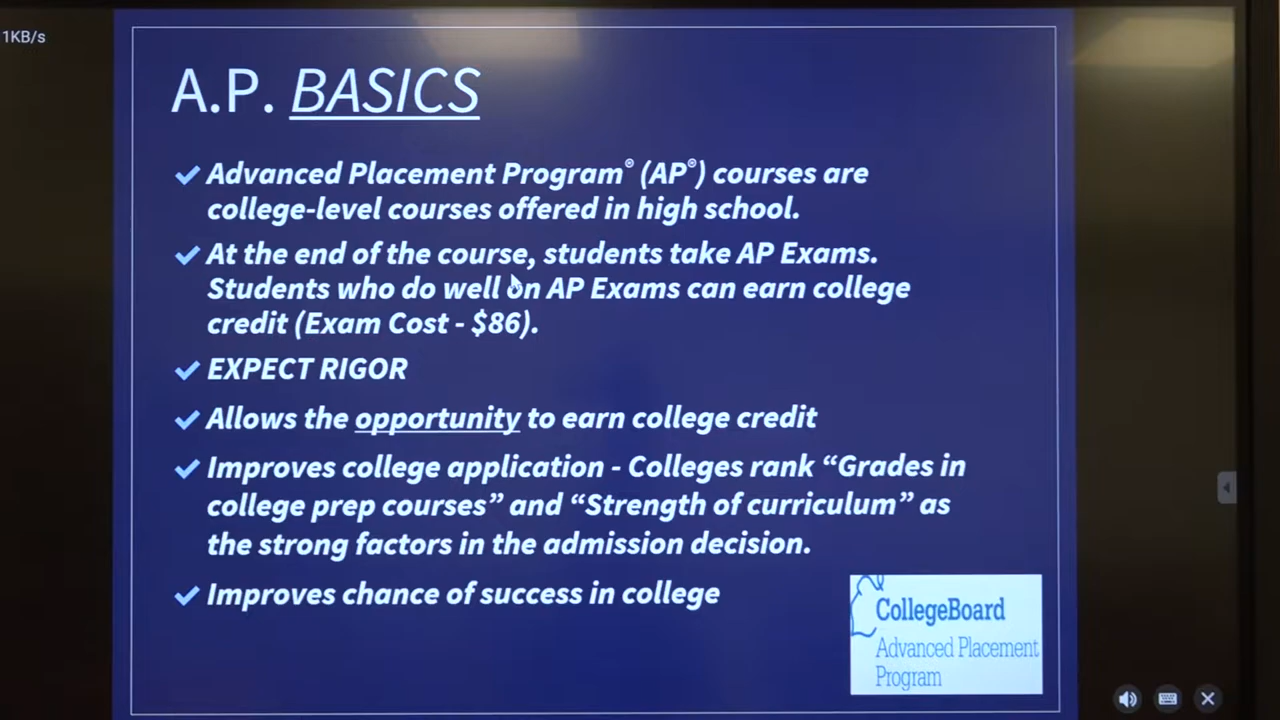 1KB/s
A.P. BASICS
Advanced Placement Program® (AP®) courses are
college-level courses offered in high school.
At the end of the course, students take AP Exams.
Students who do well on AP Exams can earn college
credit (Exam Cost - $86).
EXPECT RIGOR
Allows the opportunity to earn college credit
Improves college application - Colleges rank “Grades in
college prep courses” and “Strength of curriculum” as
the strong factors in the admission decision.
Improves chance of success in college
CollegeBoard
Advanced Placement
Program